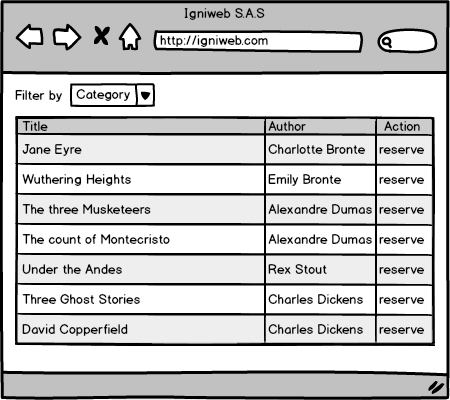 Igniweb S.A.S
http://igniweb.com
Filter by Category
Title Author Action
Jane Eyre Charlotte Bronte reserve
Wuthering Heights Emily Bronte reserve
The three Musketeers Alexandre Dumas reserve
The count of Montecristo Alexandre Dumas reserve
Under the Andes Rex Stout reserve
Three Ghost Stories Charles Dickens reserve
David Copperfield Charles Dickens reserve